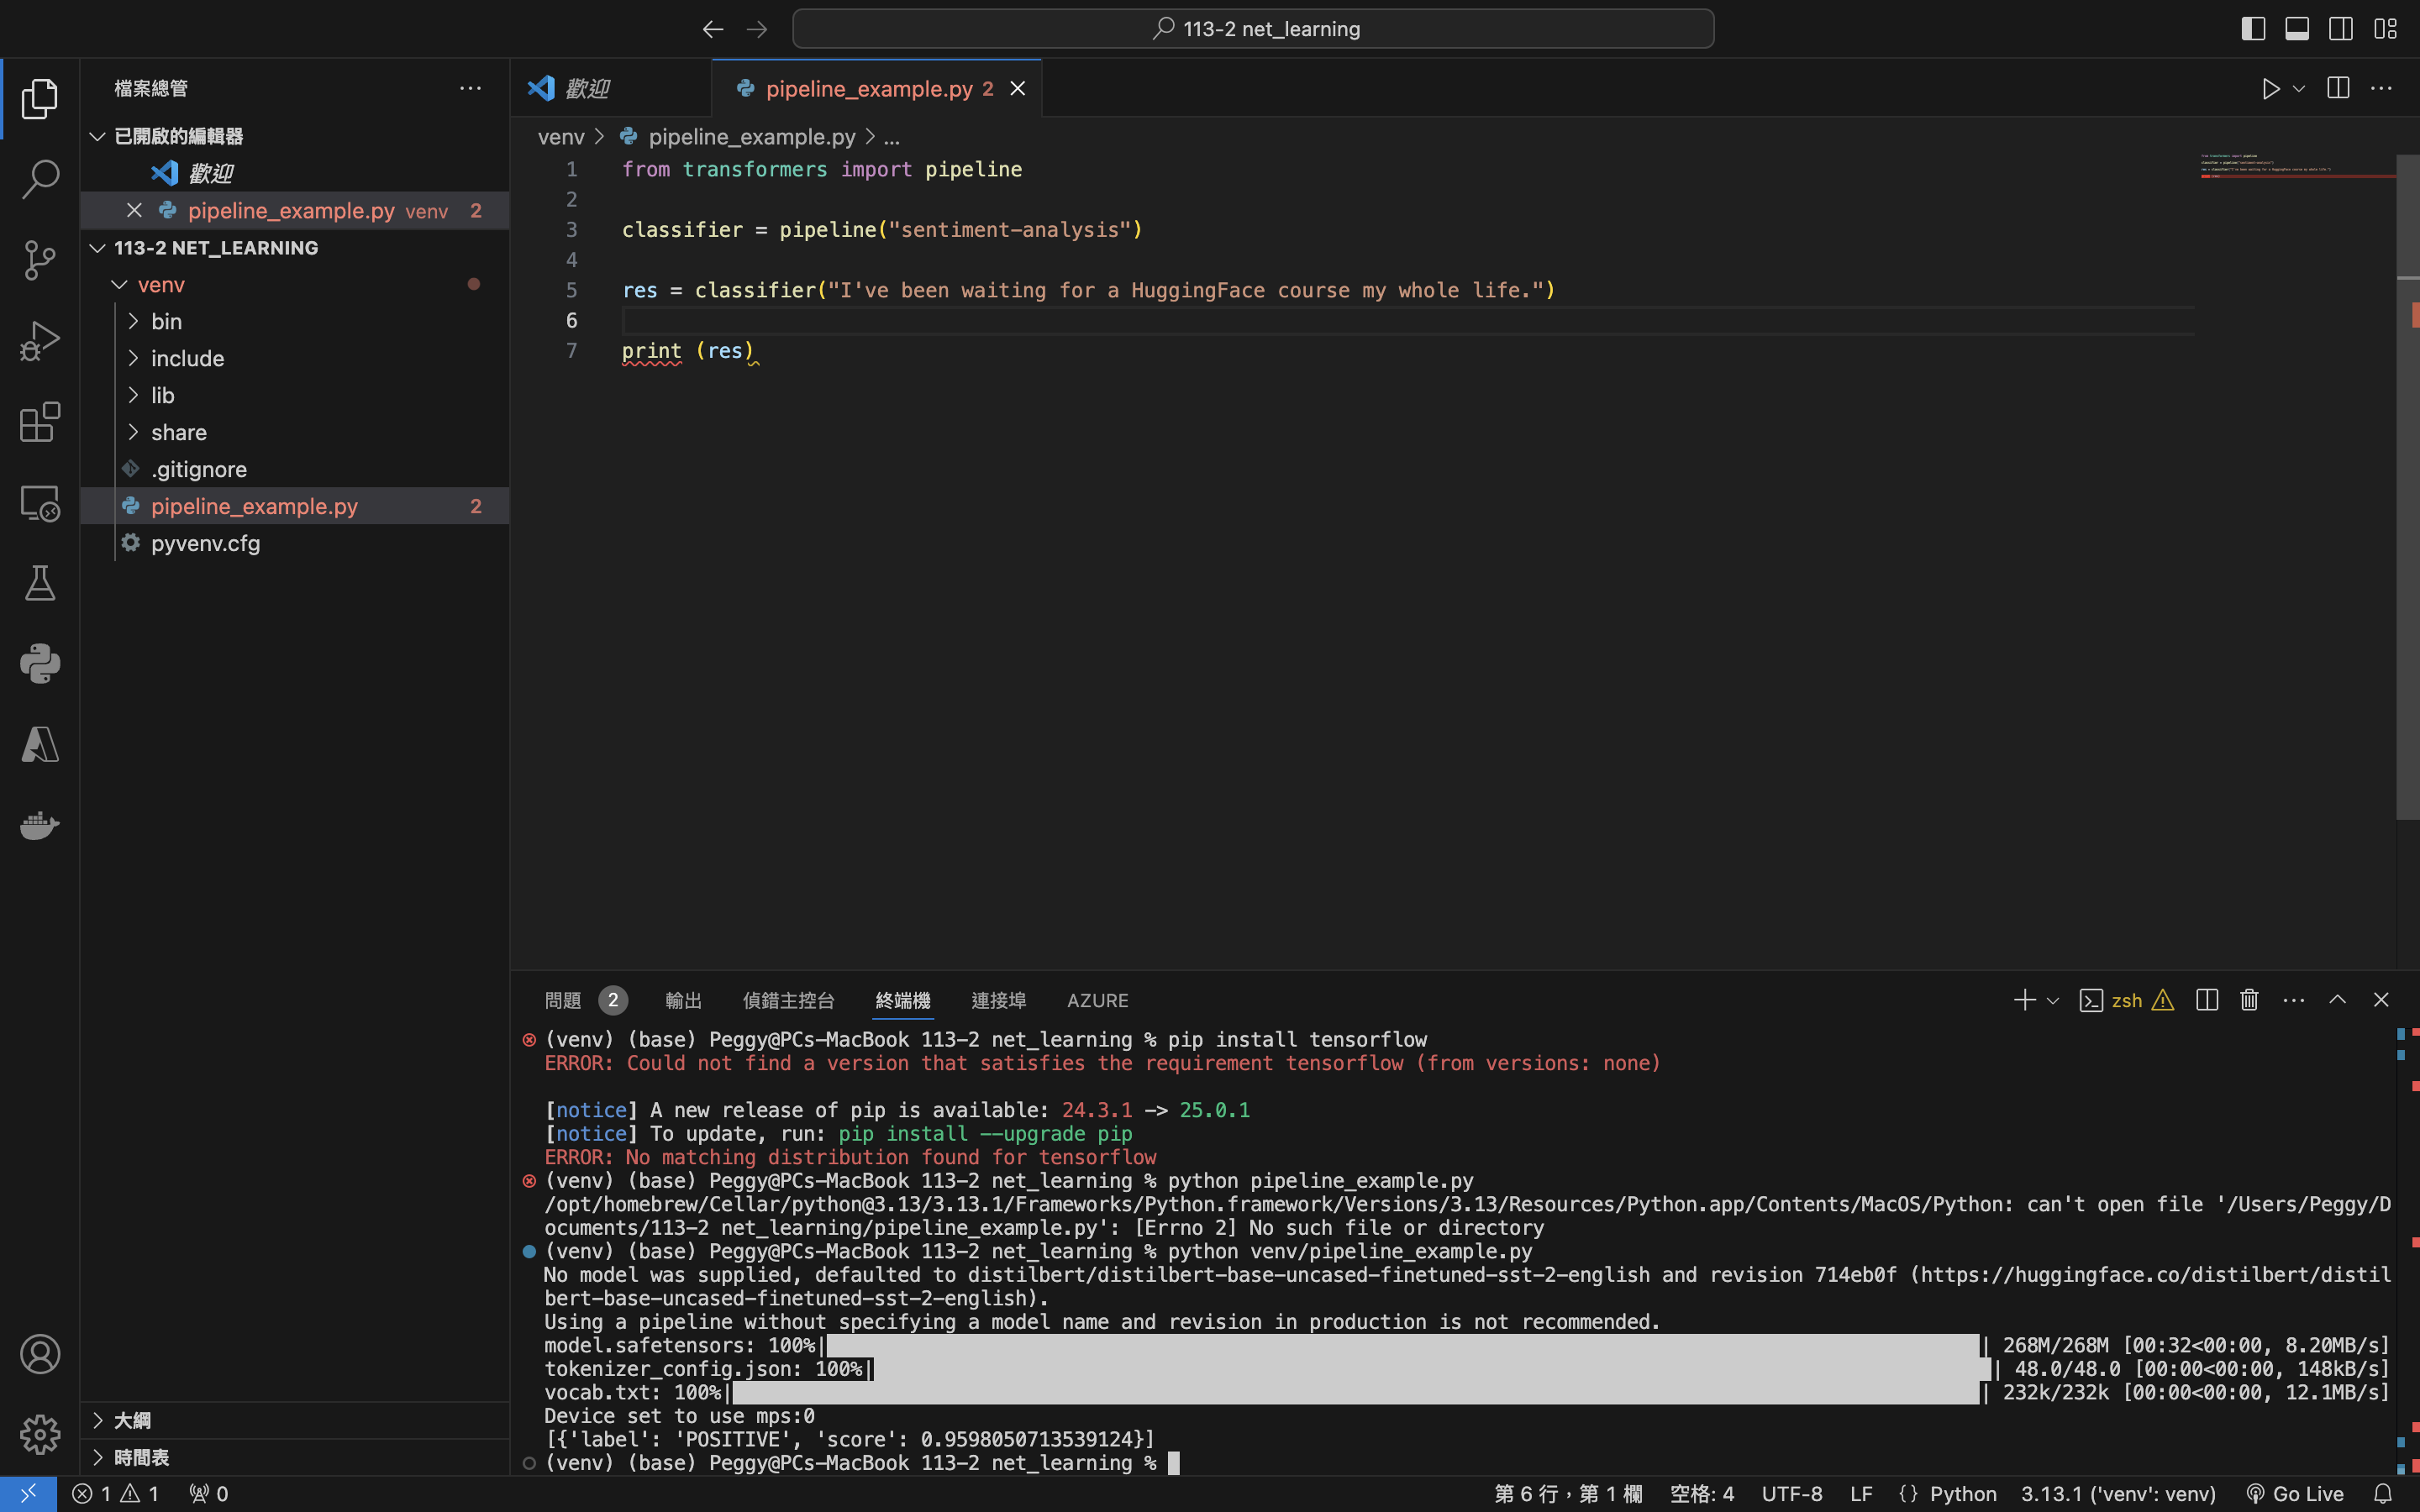 113-2 net_learning
檔案總管
已開啟的編輯器
歡迎
pipeline_example.py venv 2
113-2 NET_LEARNING
venv
bin
include
lib
share
.gitignore
pipeline_example.py 2
pyvenv.cfg
大綱
時間表
歡迎
pipeline_example.py 2
venv > pipeline_example.py > ...
1 from transformers import pipeline
2
3 classifier = pipeline("sentiment-analysis")
4
5 res = classifier("I've been waiting for a HuggingFace course my whole life.")
6
7 print (res)
問題 2 輸出 偵錯主控台 終端機 連接埠 AZURE
zsh
(venv) (base) Peggy@PCs-MacBook 113-2 net_learning % pip install tensorflow
ERROR: Could not find a version that satisfies the requirement tensorflow (from versions: none)
[notice] A new release of pip is available: 24.3.1 -> 25.0.1
[notice] To update, run: pip install --upgrade pip
ERROR: No matching distribution found for tensorflow
(venv) (base) Peggy@PCs-MacBook 113-2 net_learning % python pipeline_example.py
/opt/homebrew/Cellar/python@3.13/3.13.1/Frameworks/Python.framework/Versions/3.13/Resources/Python.app/Contents/MacOS/Python: can't open file '/Users/Peggy/D
ocuments/113-2 net_learning/pipeline_example.py': [Errno 2] No such file or directory
(venv) (base) Peggy@PCs-MacBook 113-2 net_learning % python venv/pipeline_example.py
No model was supplied, defaulted to distilbert/distilbert-base-uncased-finetuned-sst-2-english and revision 714eb0f (https://huggingface.co/distilbert/distil
bert-base-uncased-finetuned-sst-2-english).
Using a pipeline without specifying a model name and revision in production is not recommended.
model.safetensors: 100%| | 268M/268M [00:32<00:00, 8.20MB/s]
tokenizer_config.json: 100%| | 48.0/48.0 [00:00<00:00, 148kB/s]
vocab.txt: 100%| | 232k/232k [00:00<00:00, 12.1MB/s]
Device set to use mps:0
[{'label': 'POSITIVE', 'score': 0.9598050713539124}]
(venv) (base) Peggy@PCs-MacBook 113-2 net_learning %
1 1 0 第 6 行，第 1 欄 空格: 4 UTF-8 LF {} Python 3.13.1 ('venv': venv) Go Live